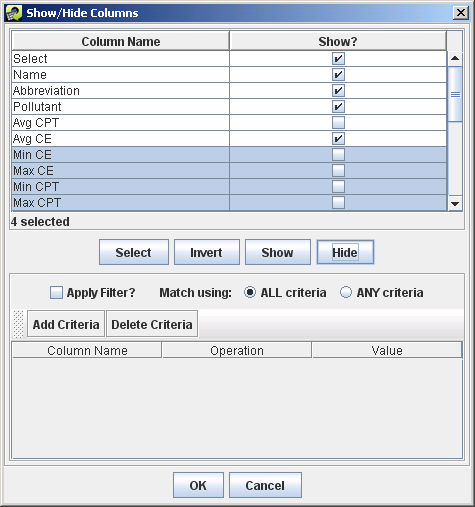 Show/Hide Columns
Column Name Show?
Select
Name
Abbreviation
Pollutant
Avg CPT
Avg CE
Min CE
Max CE
Min CPT
Max CPT
4 selected
Select Invert Show Hide
Apply Filter? Match using: ALL criteria ANY criteria
Add Criteria Delete Criteria
Column Name Operation Value
OK Cancel